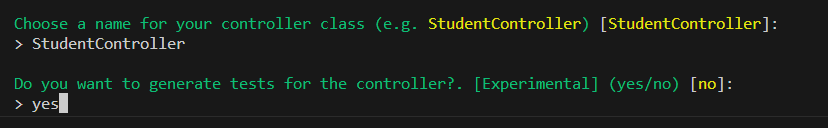 Choose a name for your controller class (e.g. StudentController) [StudentController]:
> StudentController
Do you want to generate tests for the controller?. [Experimental] (yes/no) [no]:
> yes